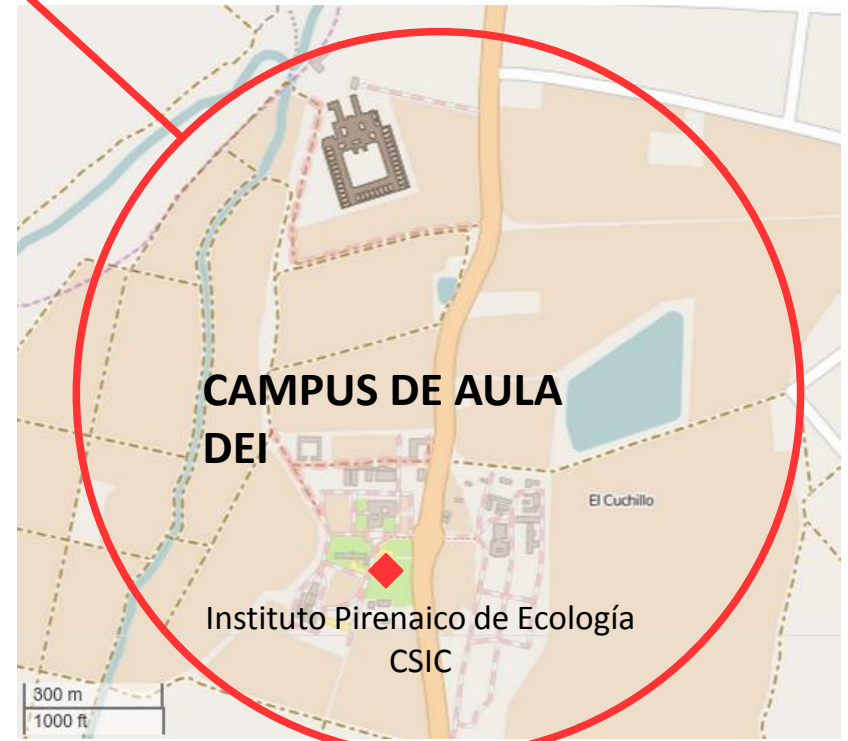 CAMPUS DE AULA
DEI
El Cuchillo
Instituto Pirenaico de Ecología
CSIC
300 m
1000 ft